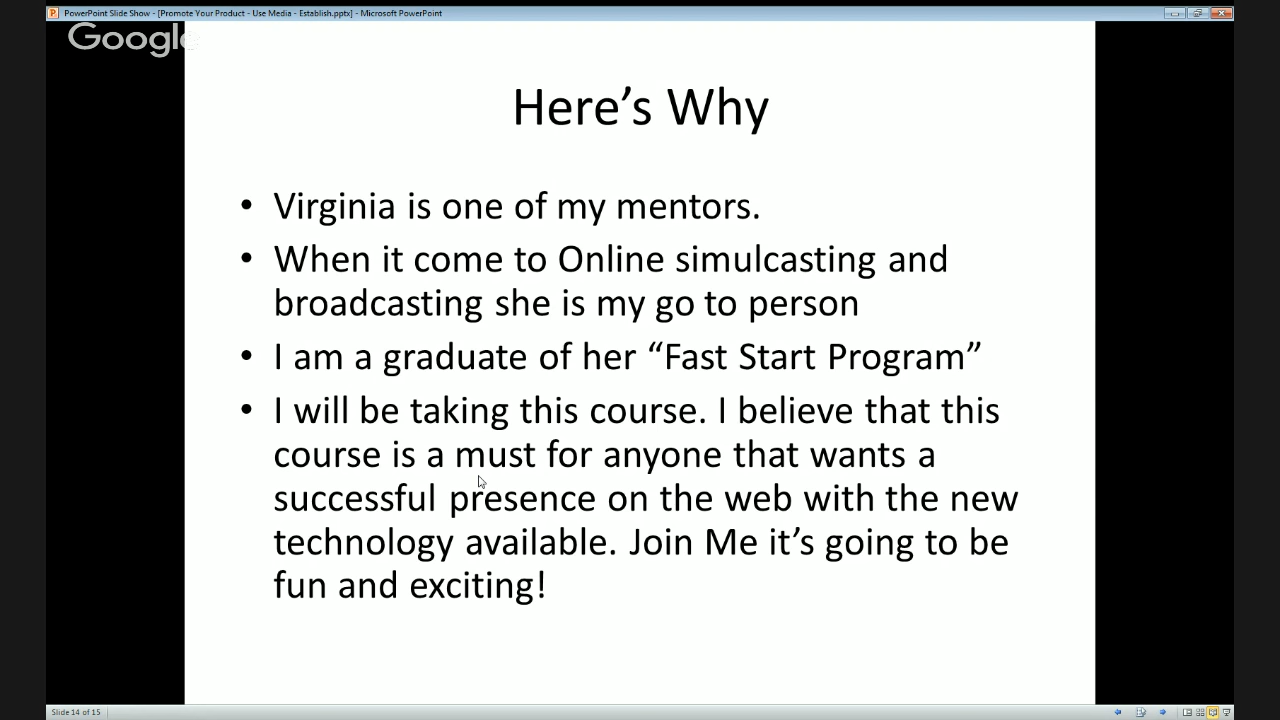 PowerPoint Slide Show - [Promote Your Product - Use Media - Establish.pptx] - Microsoft PowerPoint
Google
Here’s Why
• Virginia is one of my mentors.
• When it come to Online simulcasting and
broadcasting she is my go to person
• I am a graduate of her “Fast Start Program”
• I will be taking this course. I believe that this
course is a must for anyone that wants a
successful presence on the web with the new
technology available. Join Me it’s going to be
fun and exciting!
Slide 14 of 15